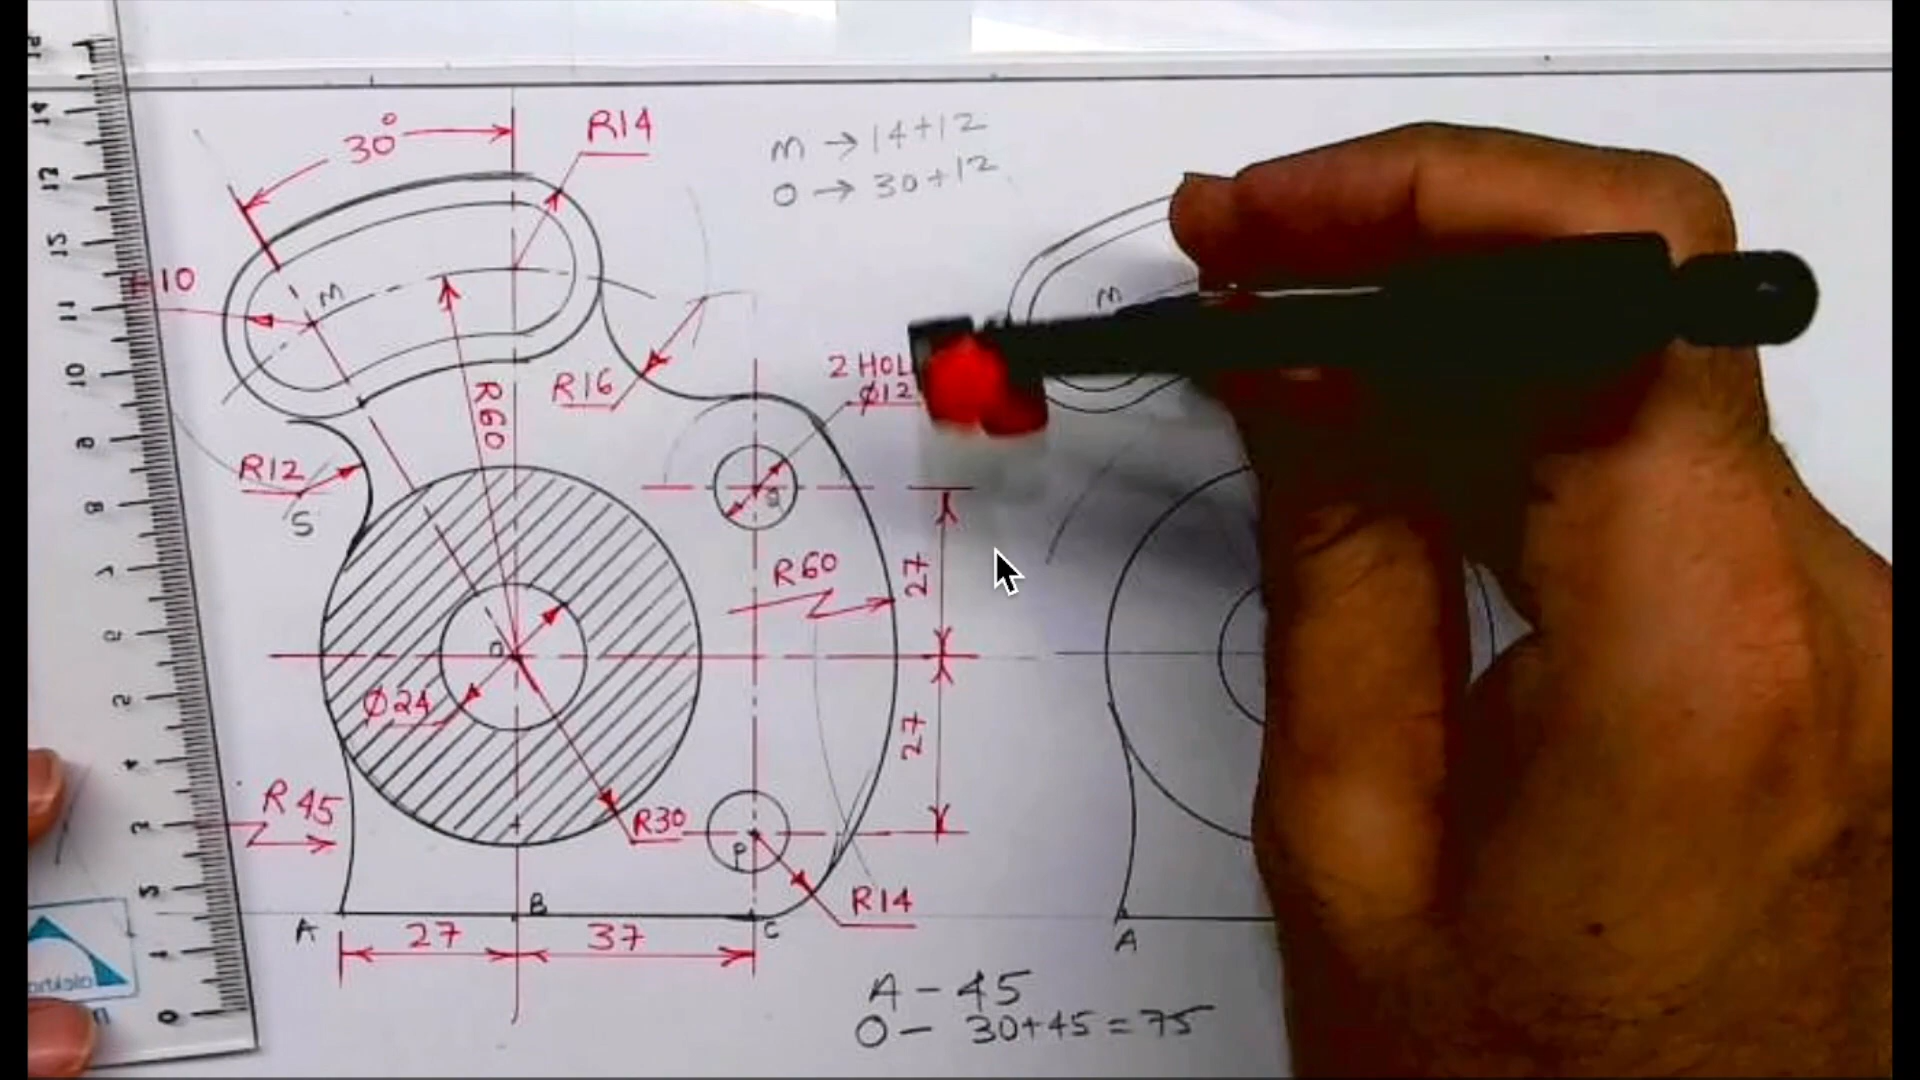 30°
R14
M → 14+12
O → 30+12
10
M
M
R60
R16
2 HOL
Ø12
R12
S
Q
R60
27
O
Ø24
27
R45
R30
P
R14
A
B
C
A
27
37
A - 45
O - 30+45=75